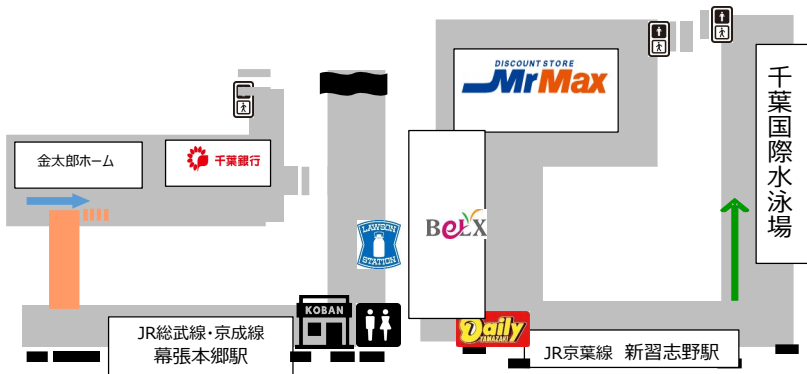 金太郎ホーム
千葉銀行
LAWSON
STATION
JR総武線・京成線
幕張本郷駅
KOBAN
DISCOUNT STORE
MrMax
BeLX
Daily
YAMAZAKI
JR京葉線 新習志野駅
千葉国際水泳場